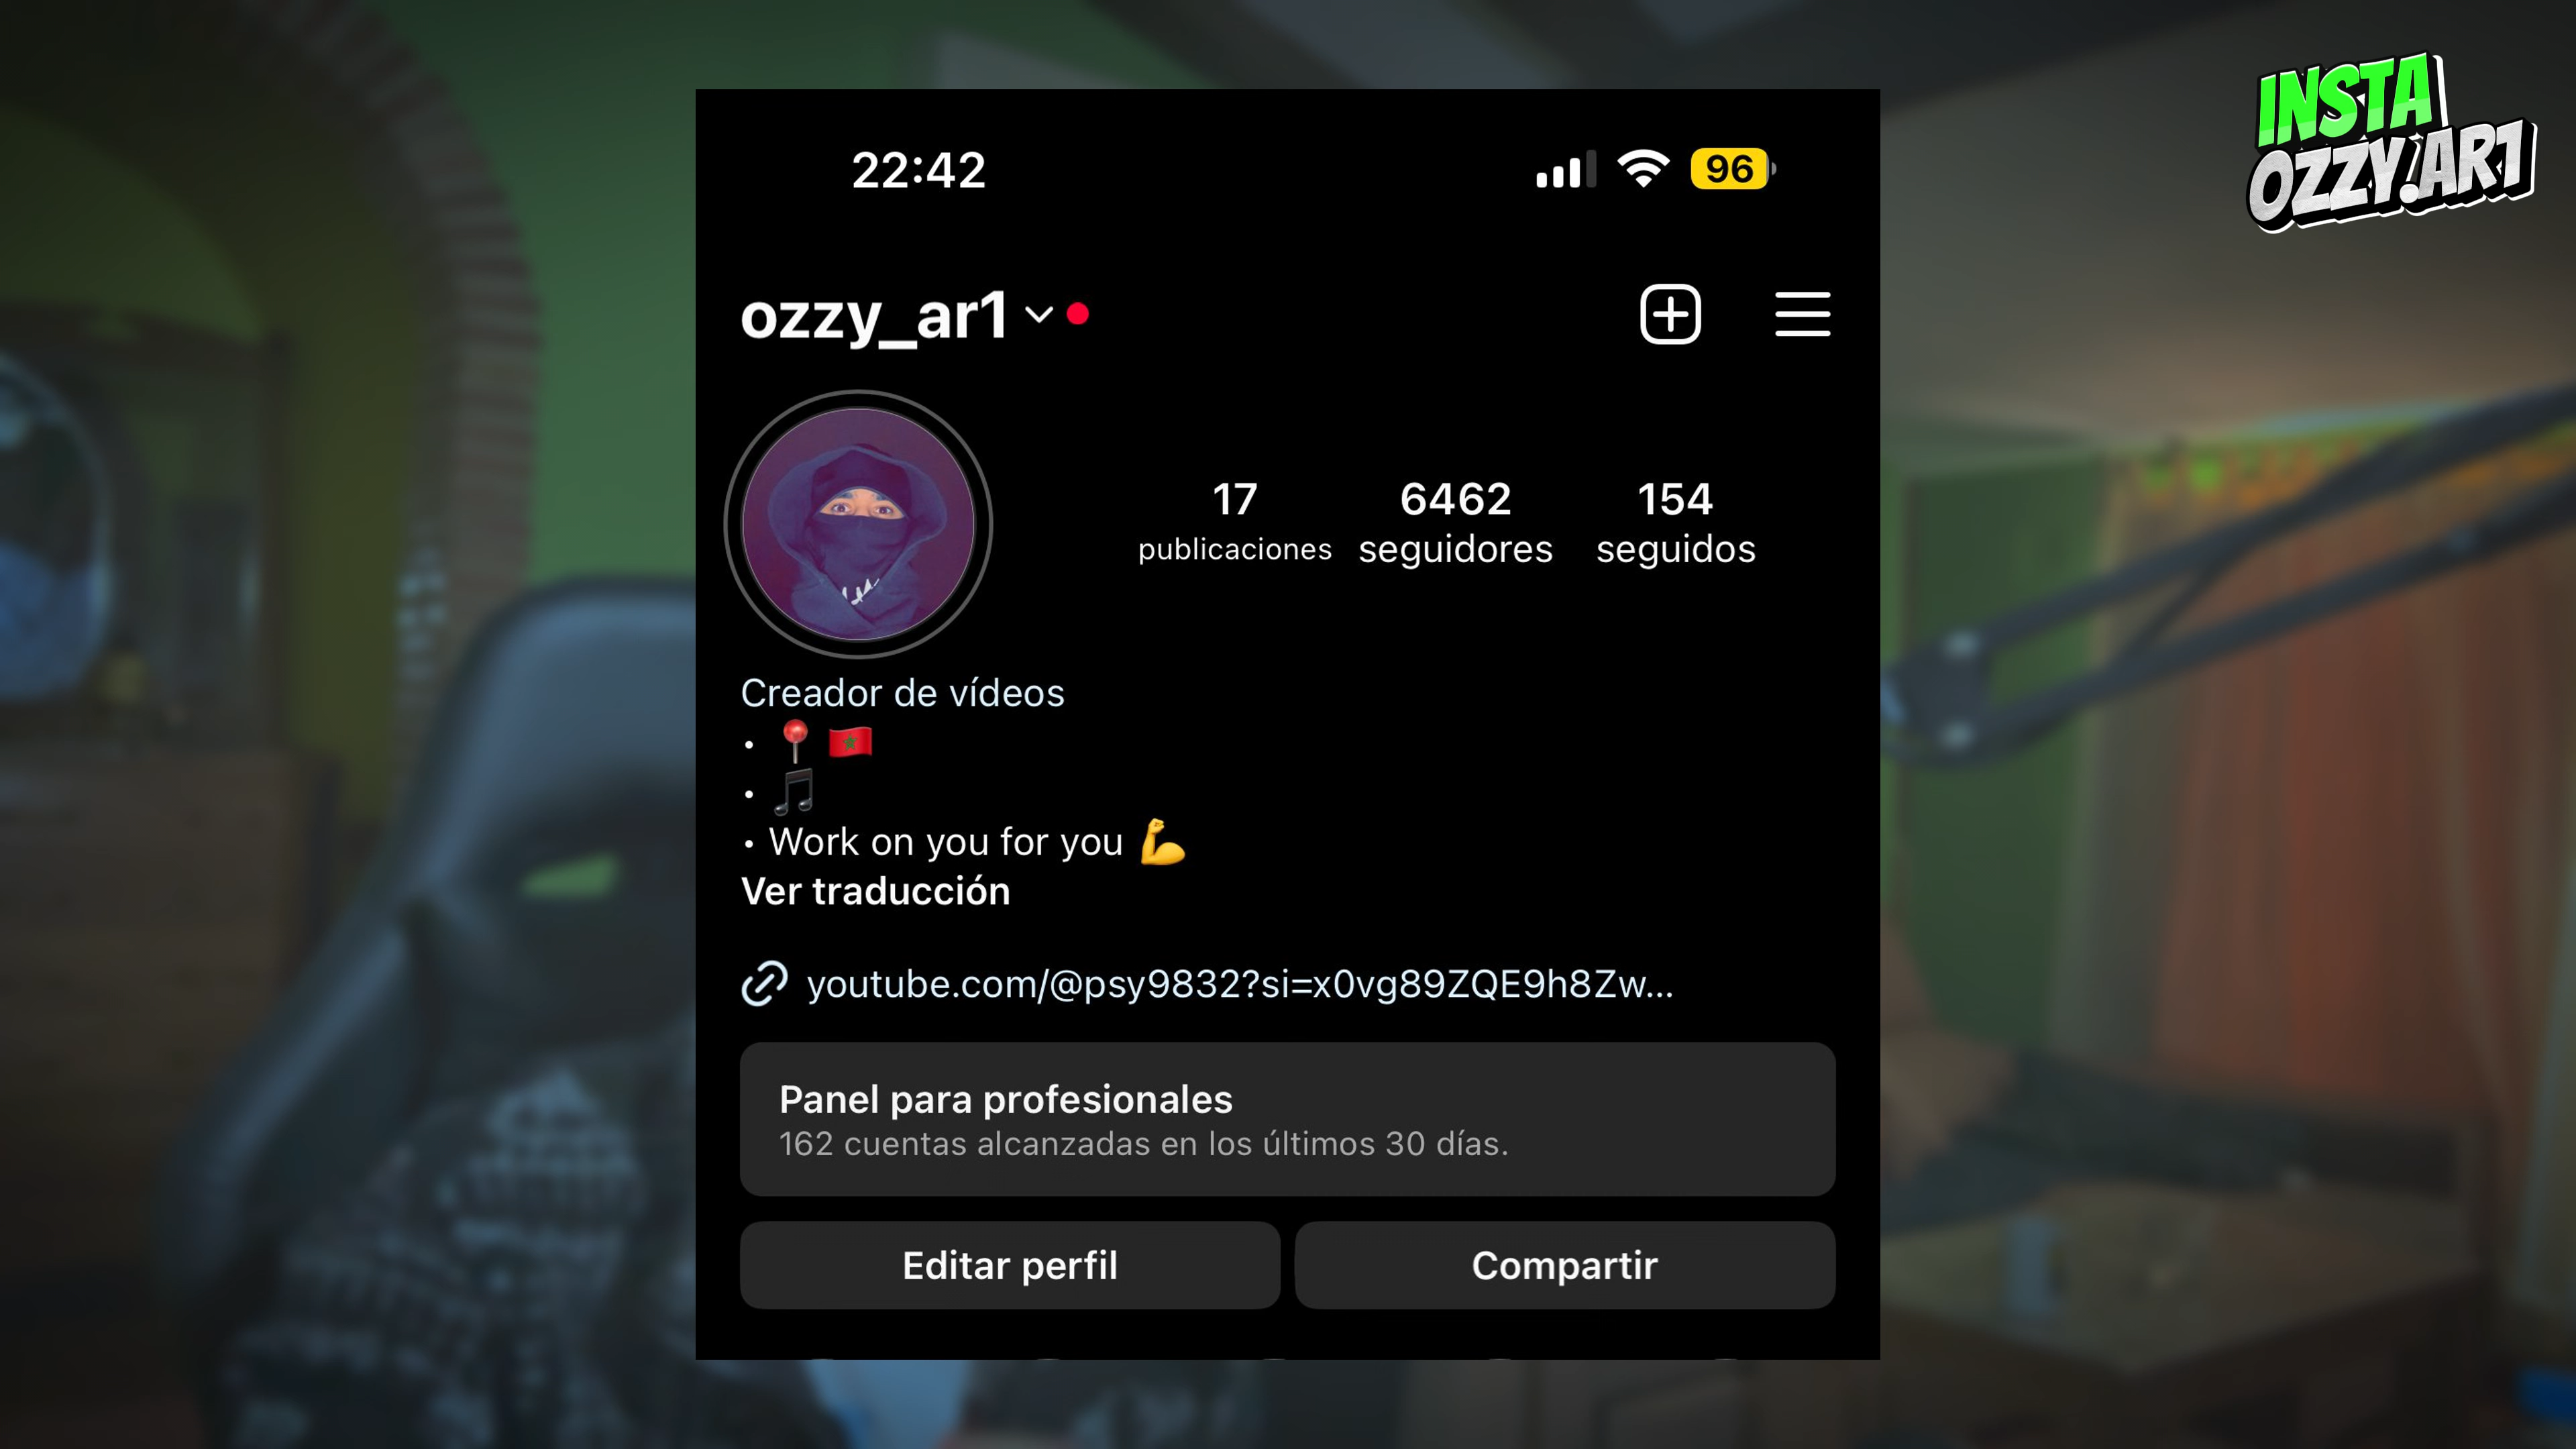 22:42
96
INSTA
OZZY.AR1
ozzy_ar1
17
publicaciones
6462
seguidores
154
seguidos
Creador de vídeos
• 📍🇲🇦
• 🎵
• Work on you for you 💪
Ver traducción
youtube.com/@psy9832?si=x0vg89ZQE9h8Zw...
Panel para profesionales
162 cuentas alcanzadas en los últimos 30 días.
Editar perfil
Compartir